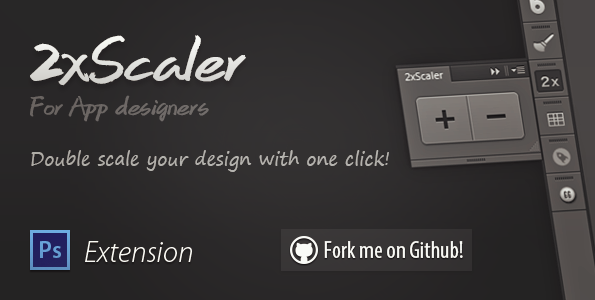 2xScaler
For App designers
Double scale your design with one click!
Ps Extension
Fork me on Github!
2xScaler
+ −
2x